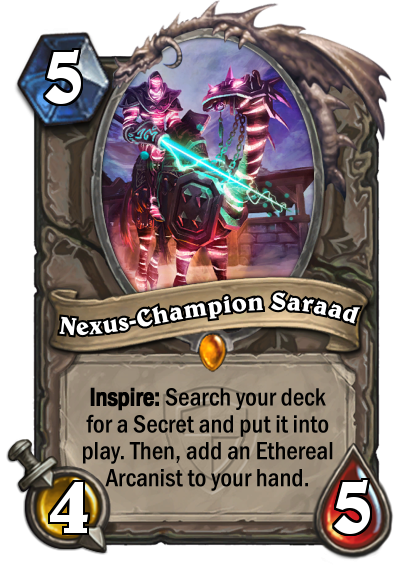 5
Nexus-Champion Saraad
Inspire: Search your deck
for a Secret and put it into
play. Then, add an Ethereal
Arcanist to your hand.
4
5